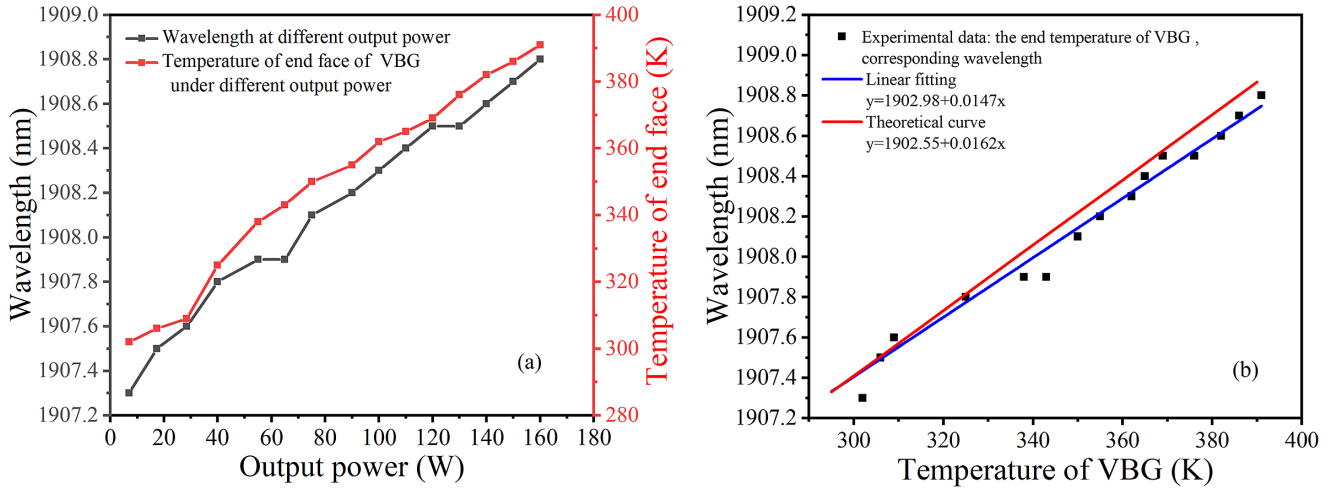 1909.0
1908.8
1908.6
1908.4
1908.2
1908.0
1907.8
1907.6
1907.4
1907.2
Wavelength (nm)
0 20 40 60 80 100 120 140 160 180
Output power (W)
400
380
360
340
320
300
280
Temperature of end face (K)
Wavelength at different output power
Temperature of end face of VBG
under different output power
(a)
1909.2
1909.0
1908.8
1908.6
1908.4
1908.2
1908.0
1907.8
1907.6
1907.4
1907.2
Wavelength (nm)
300 320 340 360 380 400
Temperature of VBG (K)
Experimental data: the end temperature of VBG ,
corresponding wavelength
Linear fitting
y=1902.98+0.0147x
Theoretical curve
y=1902.55+0.0162x
(b)